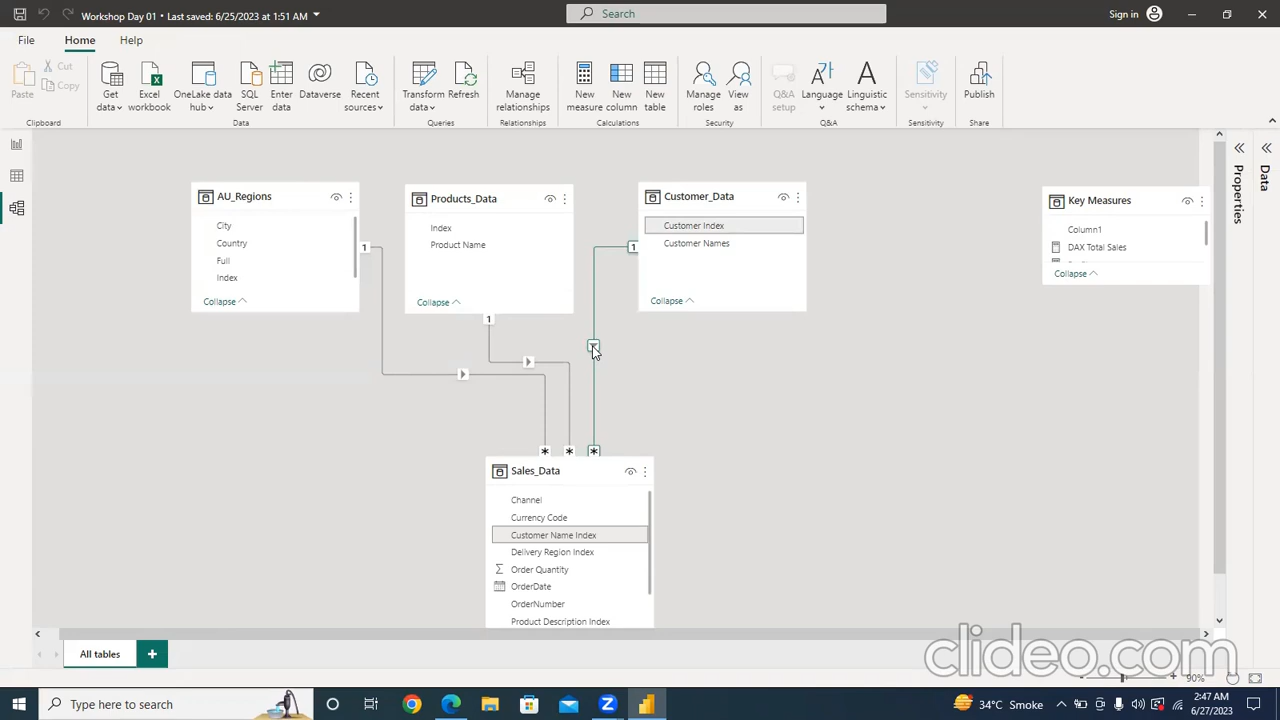 Workshop Day 01 • Last saved: 6/25/2023 at 1:51 AM
Search
Sign in
File
Home
Help
Paste
Cut
Copy
Clipboard
Get data
Excel workbook
OneLake data hub
SQL Server
Enter data
Dataverse
Recent sources
Data
Transform data
Refresh
Queries
Manage relationships
Relationships
New measure
New column
New table
Calculations
Manage roles
View as
Security
Q&A setup
Language
Linguistic schema
Q&A
Sensitivity
Sensitivity
Publish
Share
AU_Regions
City
Country
Full
Index
Collapse
Products_Data
Index
Product Name
Collapse
Customer_Data
Customer Index
Customer Names
Collapse
Key Measures
Column1
DAX Total Sales
Collapse
Properties
Data
1
1
1
* * *
Sales_Data
Channel
Currency Code
Customer Name Index
Delivery Region Index
Order Quantity
OrderDate
OrderNumber
Product Description Index
All tables
clideo.com
90%
Type here to search
34°C Smoke
2:47 AM
6/27/2023